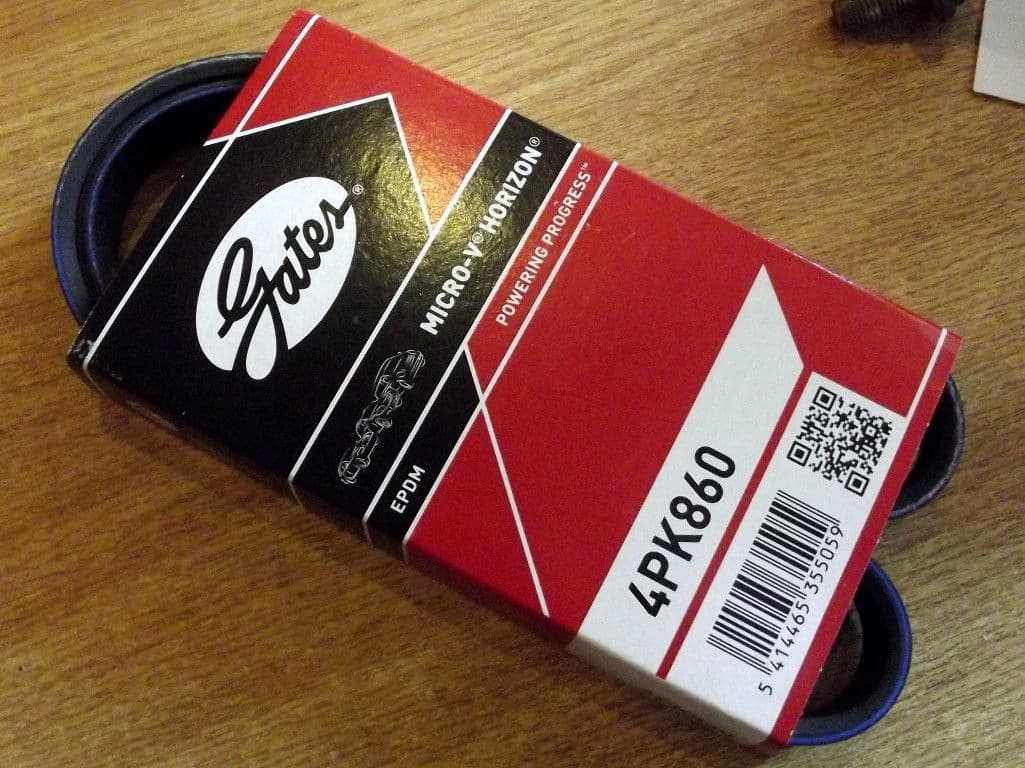 Gates®
MICRO-V® HORIZON®
POWERING PROGRESS™
EPDM
4PK860
5 414465 355059